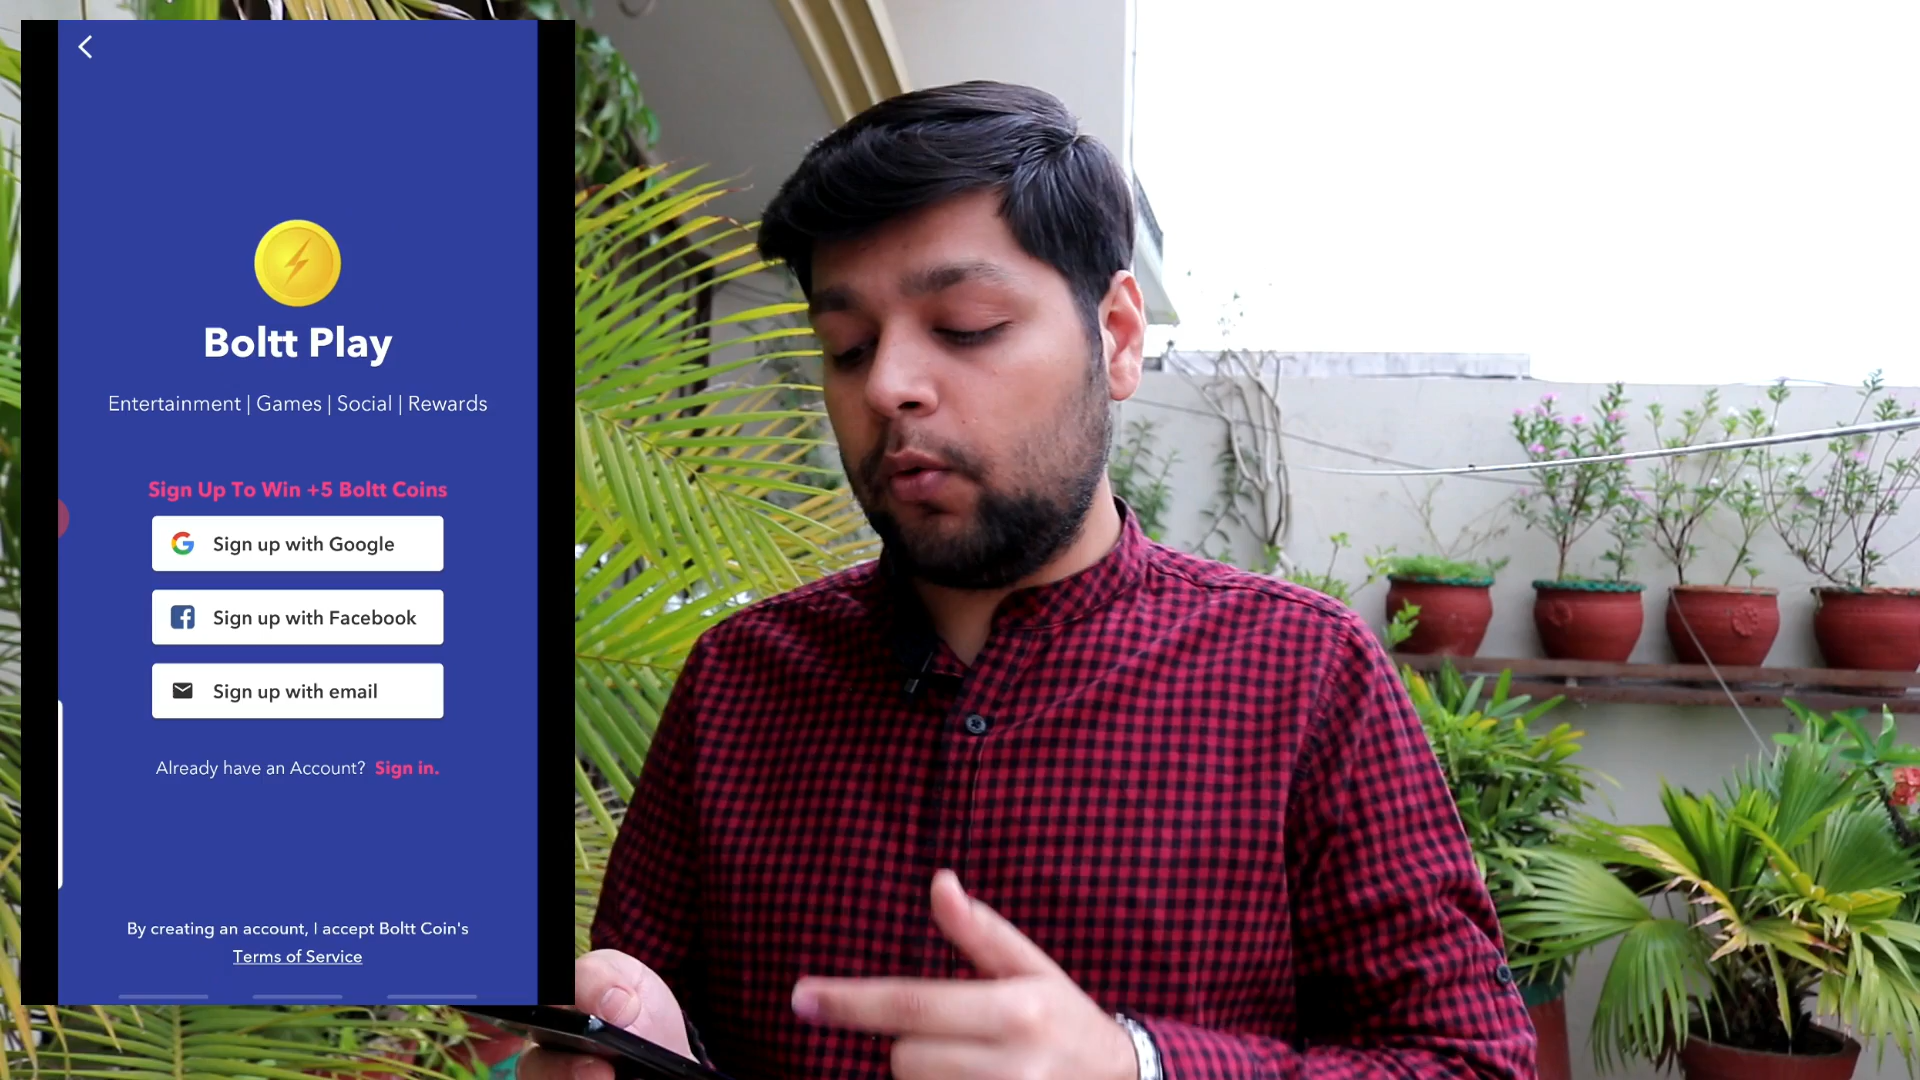 Boltt Play
Entertainment | Games | Social | Rewards
Sign Up To Win +5 Boltt Coins
Sign up with Google
Sign up with Facebook
Sign up with email
Already have an Account? Sign in.
By creating an account, I accept Boltt Coin's
Terms of Service